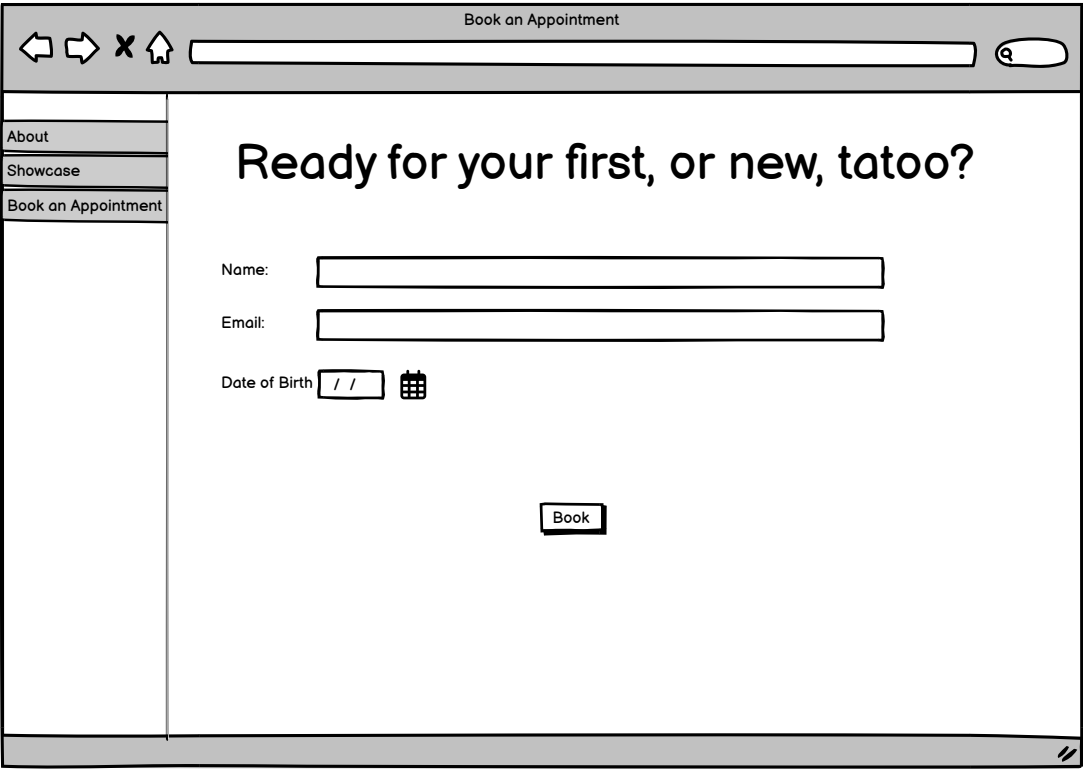 Book an Appointment
About
Showcase
Book an Appointment
Ready for your first, or new, tatoo?
Name:
Email:
Date of Birth / /
Book